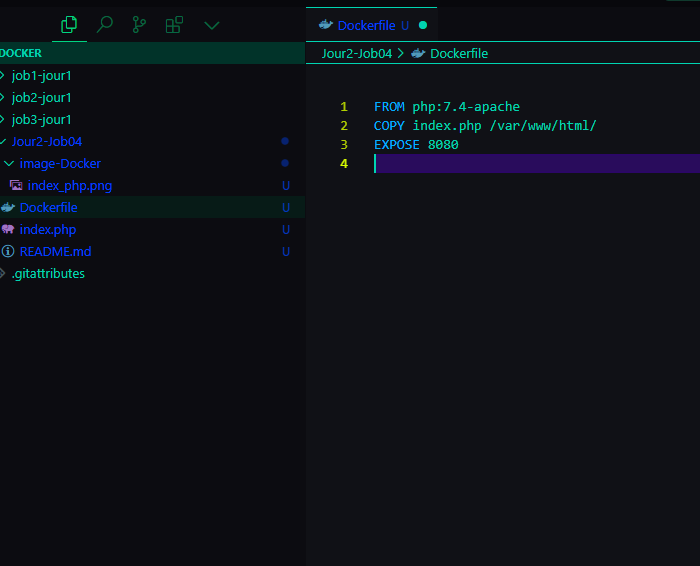 Dockerfile U
DOCKER
Jour2-Job04 > Dockerfile
job1-jour1
job2-jour1
job3-jour1
Jour2-Job04
image-Docker
index_php.png U
Dockerfile U
index.php U
README.md U
.gitattributes
1 FROM php:7.4-apache
2 COPY index.php /var/www/html/
3 EXPOSE 8080
4